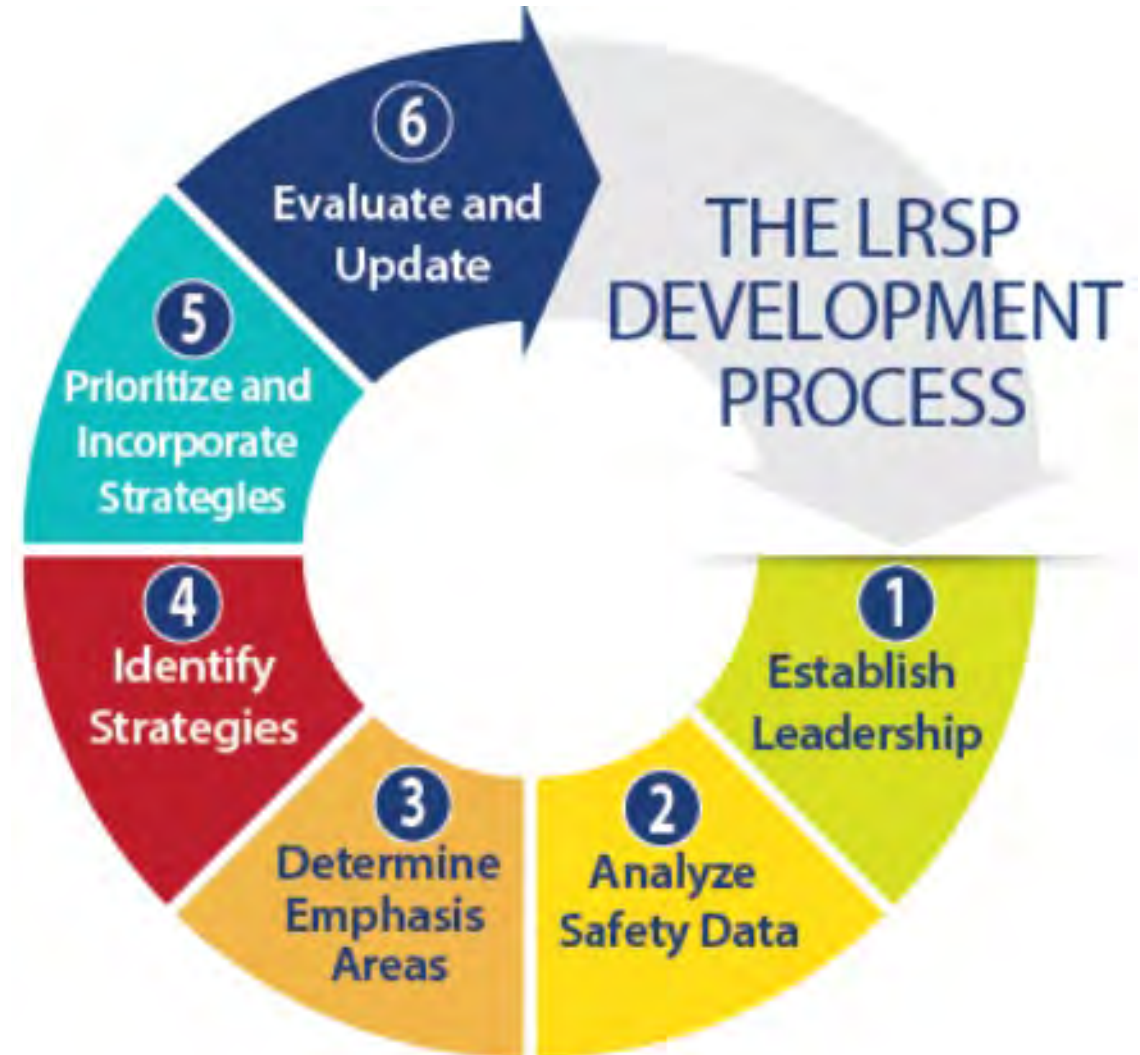 THE LRSP
DEVELOPMENT
PROCESS
1
Establish
Leadership
2
Analyze
Safety Data
3
Determine
Emphasis
Areas
4
Identify
Strategies
5
Prioritize and
Incorporate
Strategies
6
Evaluate and
Update